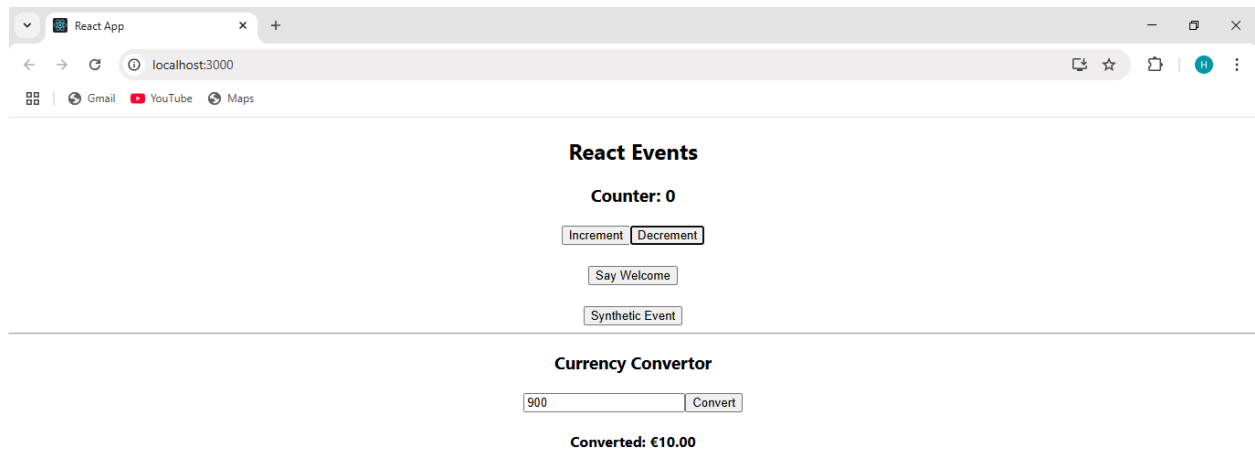 React App
localhost:3000
H
Gmail YouTube Maps
React Events
Counter: 0
Increment Decrement
Say Welcome
Synthetic Event
Currency Convertor
900 Convert
Converted: €10.00